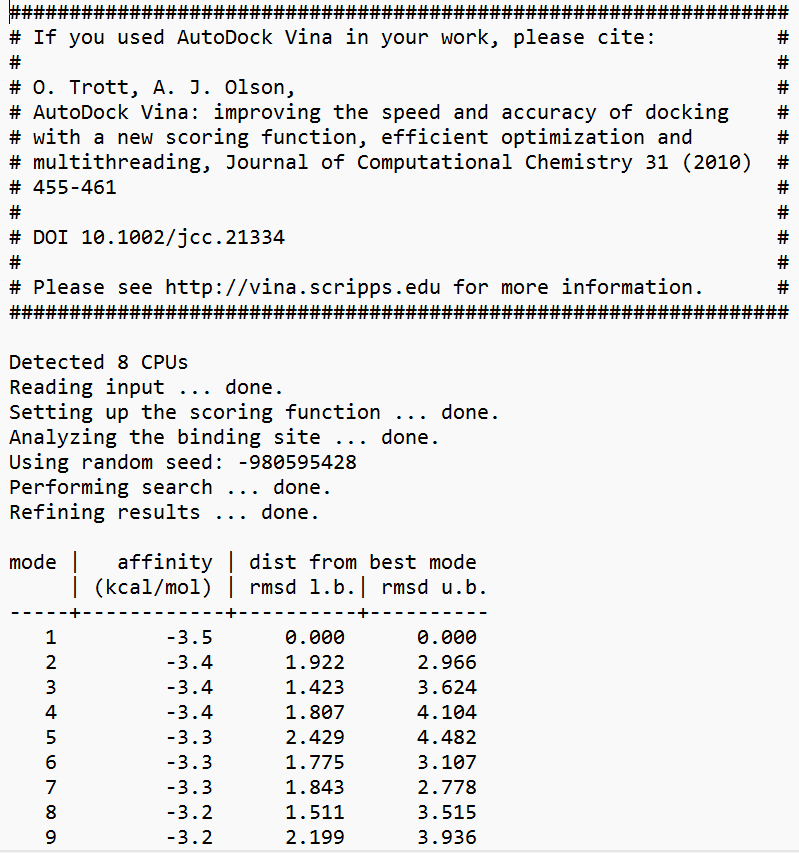 #################################################################
# If you used AutoDock Vina in your work, please cite:          #
#                                                               #
# O. Trott, A. J. Olson,                                        #
# AutoDock Vina: improving the speed and accuracy of docking    #
# with a new scoring function, efficient optimization and       #
# multithreading, Journal of Computational Chemistry 31 (2010)  #
# 455-461                                                       #
#                                                               #
# DOI 10.1002/jcc.21334                                         #
#                                                               #
# Please see http://vina.scripps.edu for more information.      #
#################################################################

Detected 8 CPUs
Reading input ... done.
Setting up the scoring function ... done.
Analyzing the binding site ... done.
Using random seed: -980595428
Performing search ... done.
Refining results ... done.

mode |   affinity | dist from best mode
     | (kcal/mol) | rmsd l.b.| rmsd u.b.
-----+------------+----------+----------
   1         -3.5      0.000      0.000
   2         -3.4      1.922      2.966
   3         -3.4      1.423      3.624
   4         -3.4      1.807      4.104
   5         -3.3      2.429      4.482
   6         -3.3      1.775      3.107
   7         -3.3      1.843      2.778
   8         -3.2      1.511      3.515
   9         -3.2      2.199      3.936